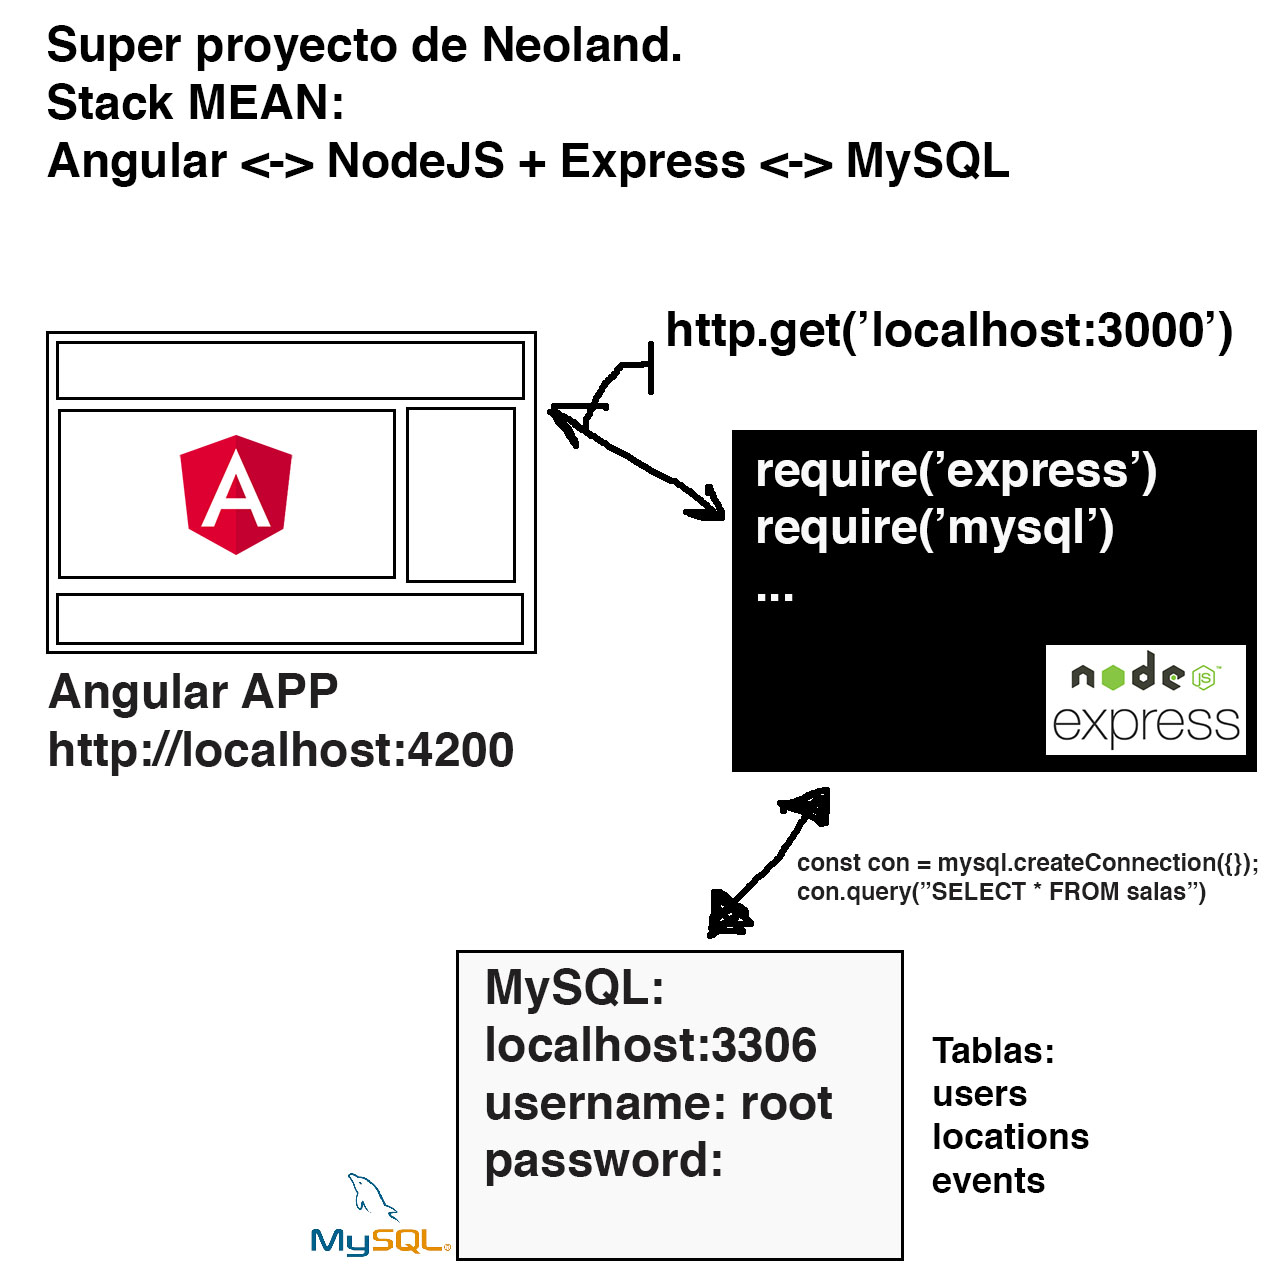 Super proyecto de Neoland.
Stack MEAN:
Angular <-> NodeJS + Express <-> MySQL
http.get(’localhost:3000’)
require(’express’)
require(’mysql’)
...
node JS™
express
Angular APP
http://localhost:4200
const con = mysql.createConnection({});
con.query(”SELECT * FROM salas”)
MySQL:
localhost:3306
username: root
password:
Tablas:
users
locations
events
MySQL®